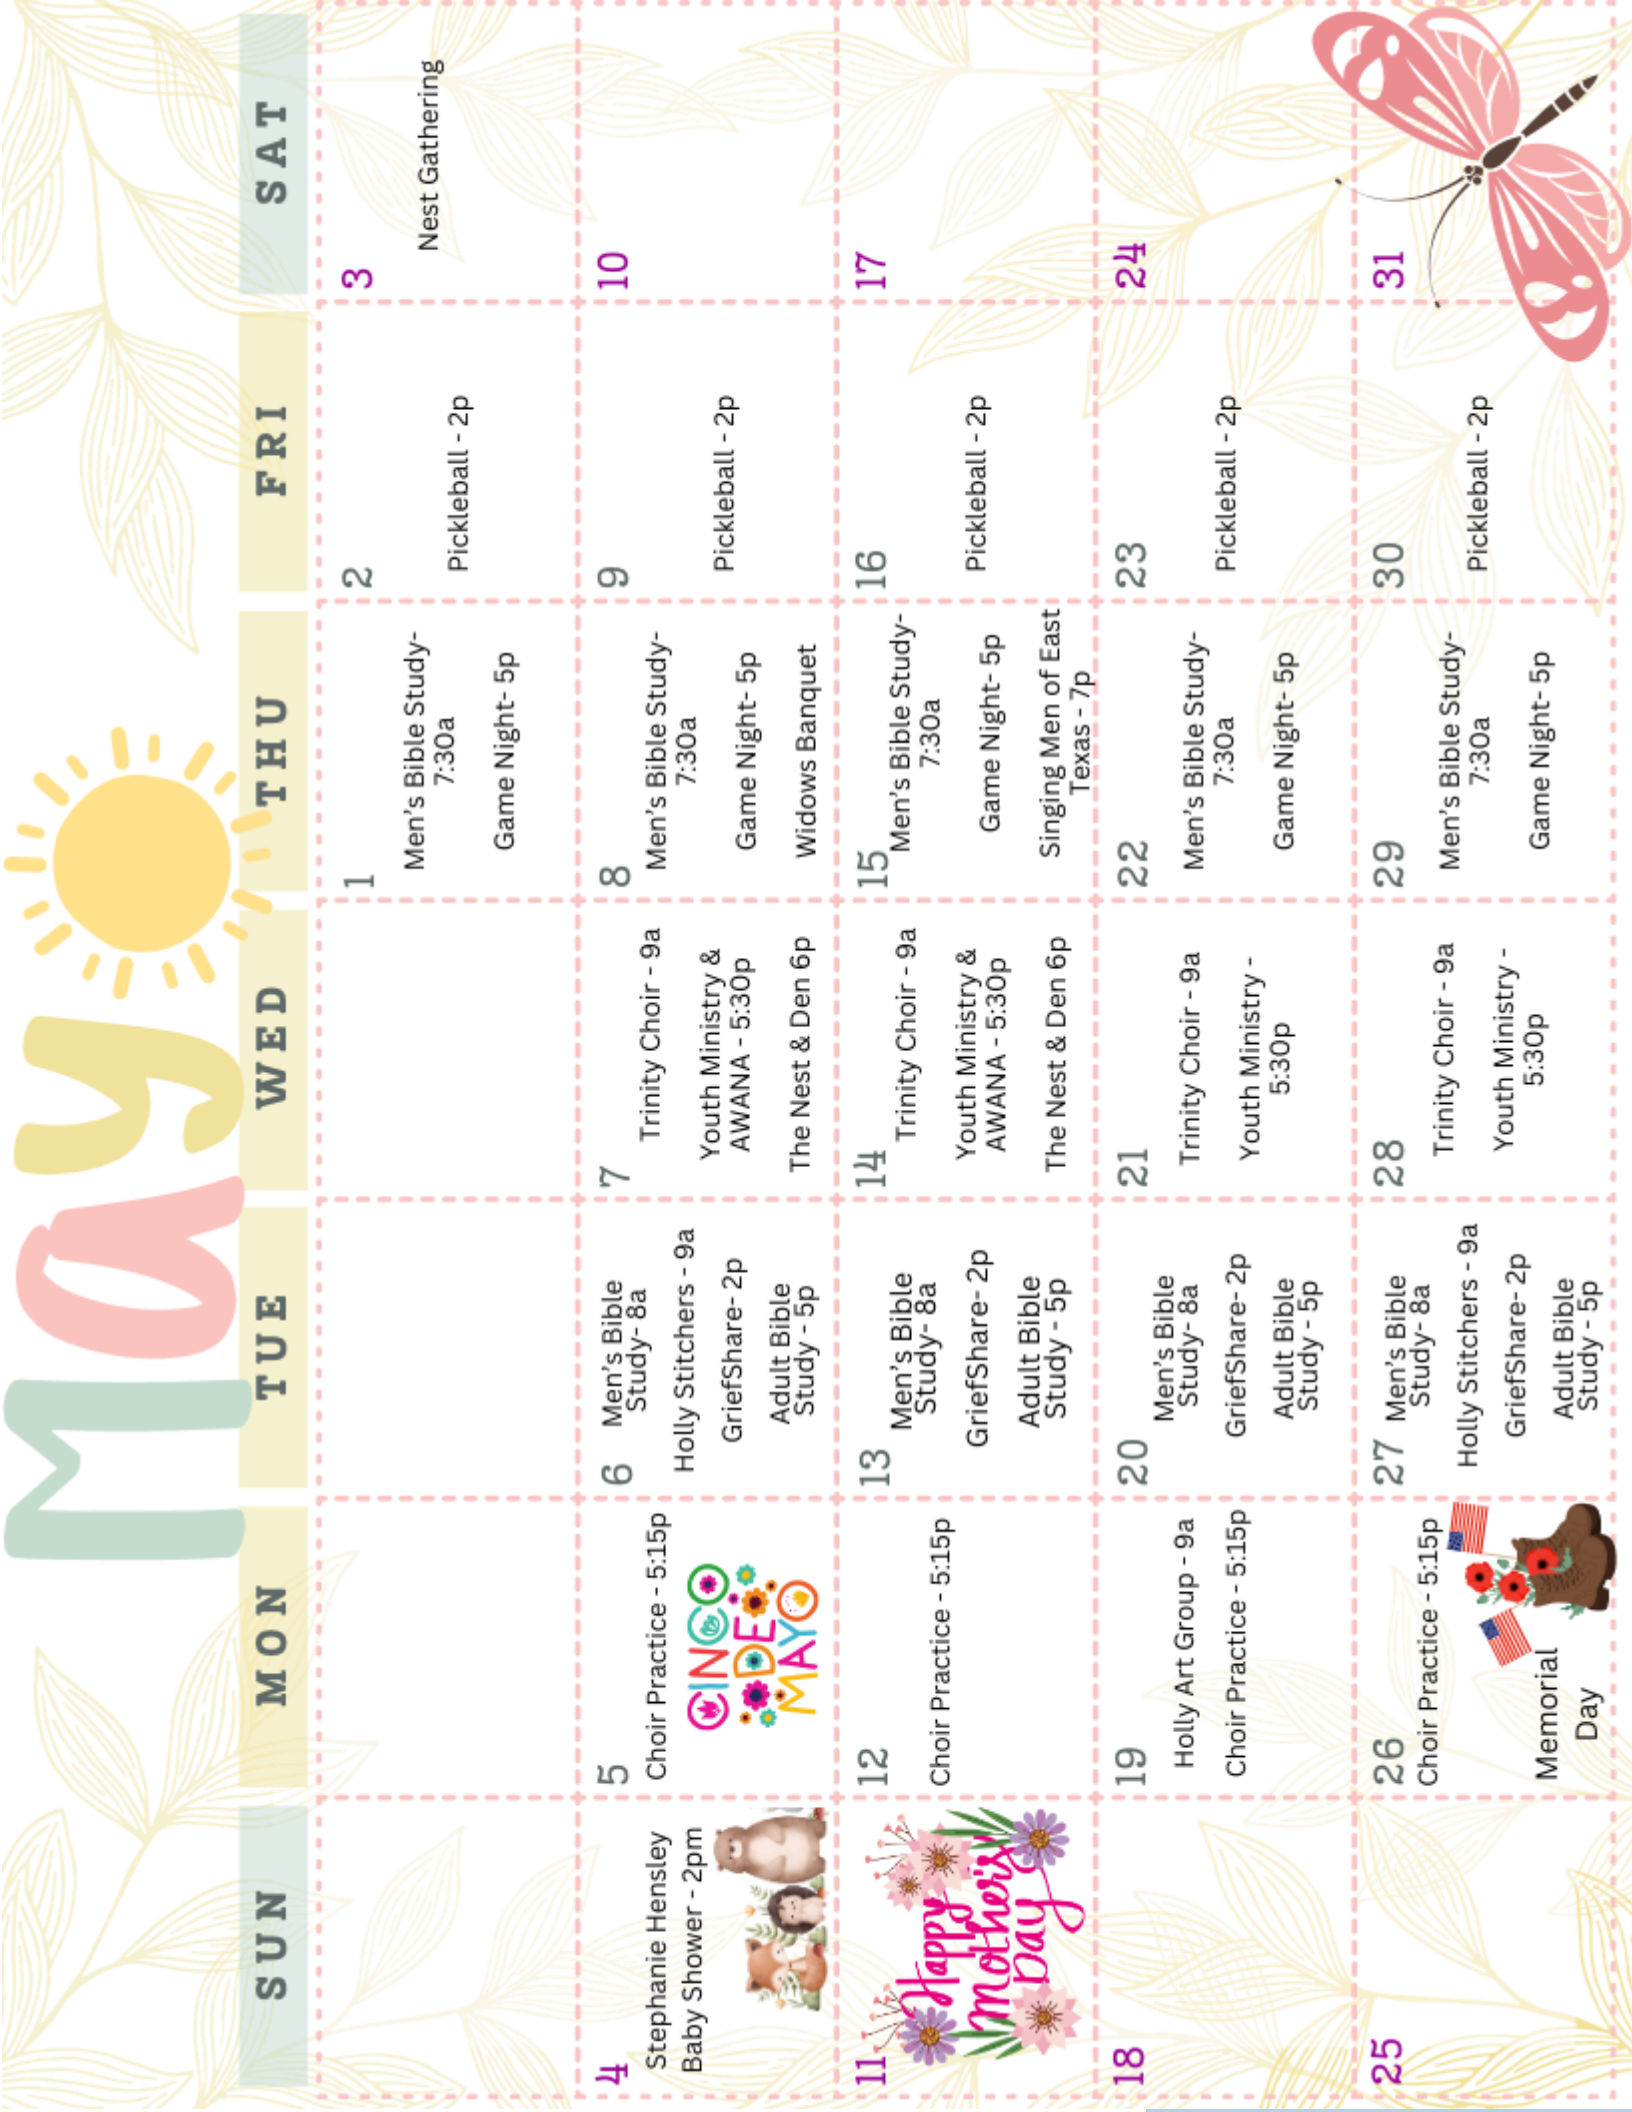 May
SUN
MON
TUE
WED
THU
FRI
SAT
1
Men's Bible Study-
7:30a
Game Night- 5p
2
Pickleball - 2p
3
Nest Gathering
4
Stephanie Hensley
Baby Shower - 2pm
5
Choir Practice - 5:15p
CINCO
DE
MAYO
6
Men's Bible
Study- 8a
Holly Stitchers - 9a
GriefShare- 2p
Adult Bible
Study - 5p
7
Trinity Choir - 9a
Youth Ministry &
AWANA - 5:30p
The Nest & Den 6p
8
Men's Bible Study-
7:30a
Game Night- 5p
Widows Banquet
9
Pickleball - 2p
10
11
Happy
Mother's
Day
12
Choir Practice - 5:15p
13
Men's Bible
Study- 8a
GriefShare- 2p
Adult Bible
Study - 5p
14
Trinity Choir - 9a
Youth Ministry &
AWANA - 5:30p
The Nest & Den 6p
15
Men's Bible Study-
7:30a
Game Night- 5p
Singing Men of East
Texas - 7p
16
Pickleball - 2p
17
18
19
Holly Art Group - 9a
Choir Practice - 5:15p
20
Men's Bible
Study- 8a
GriefShare- 2p
Adult Bible
Study - 5p
21
Trinity Choir - 9a
Youth Ministry -
5:30p
22
Men's Bible Study-
7:30a
Game Night- 5p
23
Pickleball - 2p
24
25
26
Choir Practice - 5:15p
Memorial
Day
27
Men's Bible
Study- 8a
Holly Stitchers - 9a
GriefShare- 2p
Adult Bible
Study - 5p
28
Trinity Choir - 9a
Youth Ministry -
5:30p
29
Men's Bible Study-
7:30a
Game Night- 5p
30
Pickleball - 2p
31